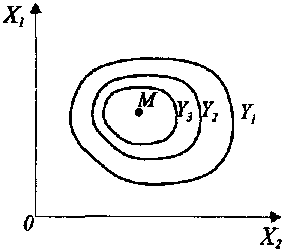 X₁
M
Y₃ Y₂ Y₁
0
X₂